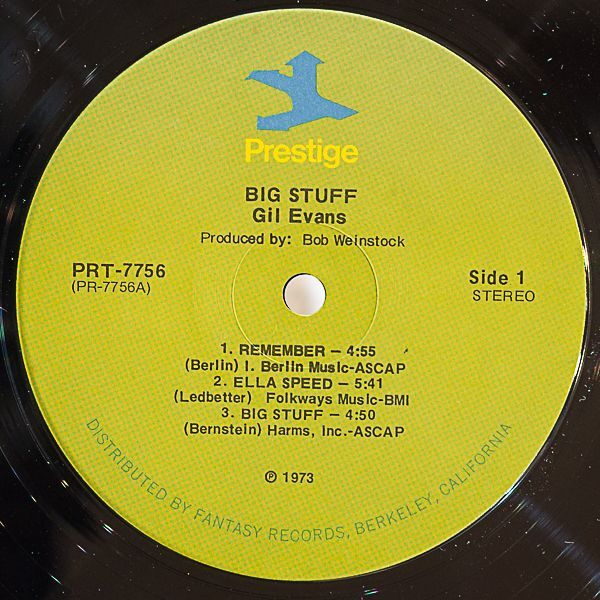 Prestige
BIG STUFF
Gil Evans
Produced by: Bob Weinstock
PRT-7756
(PR-7756A)
Side 1
STEREO
1. REMEMBER – 4:55
(Berlin) I. Berlin Music-ASCAP
2. ELLA SPEED – 5:41
(Ledbetter) Folkways Music-BMI
3. BIG STUFF – 4:50
(Bernstein) Harms, Inc.-ASCAP
℗ 1973
DISTRIBUTED BY FANTASY RECORDS, BERKELEY, CALIFORNIA